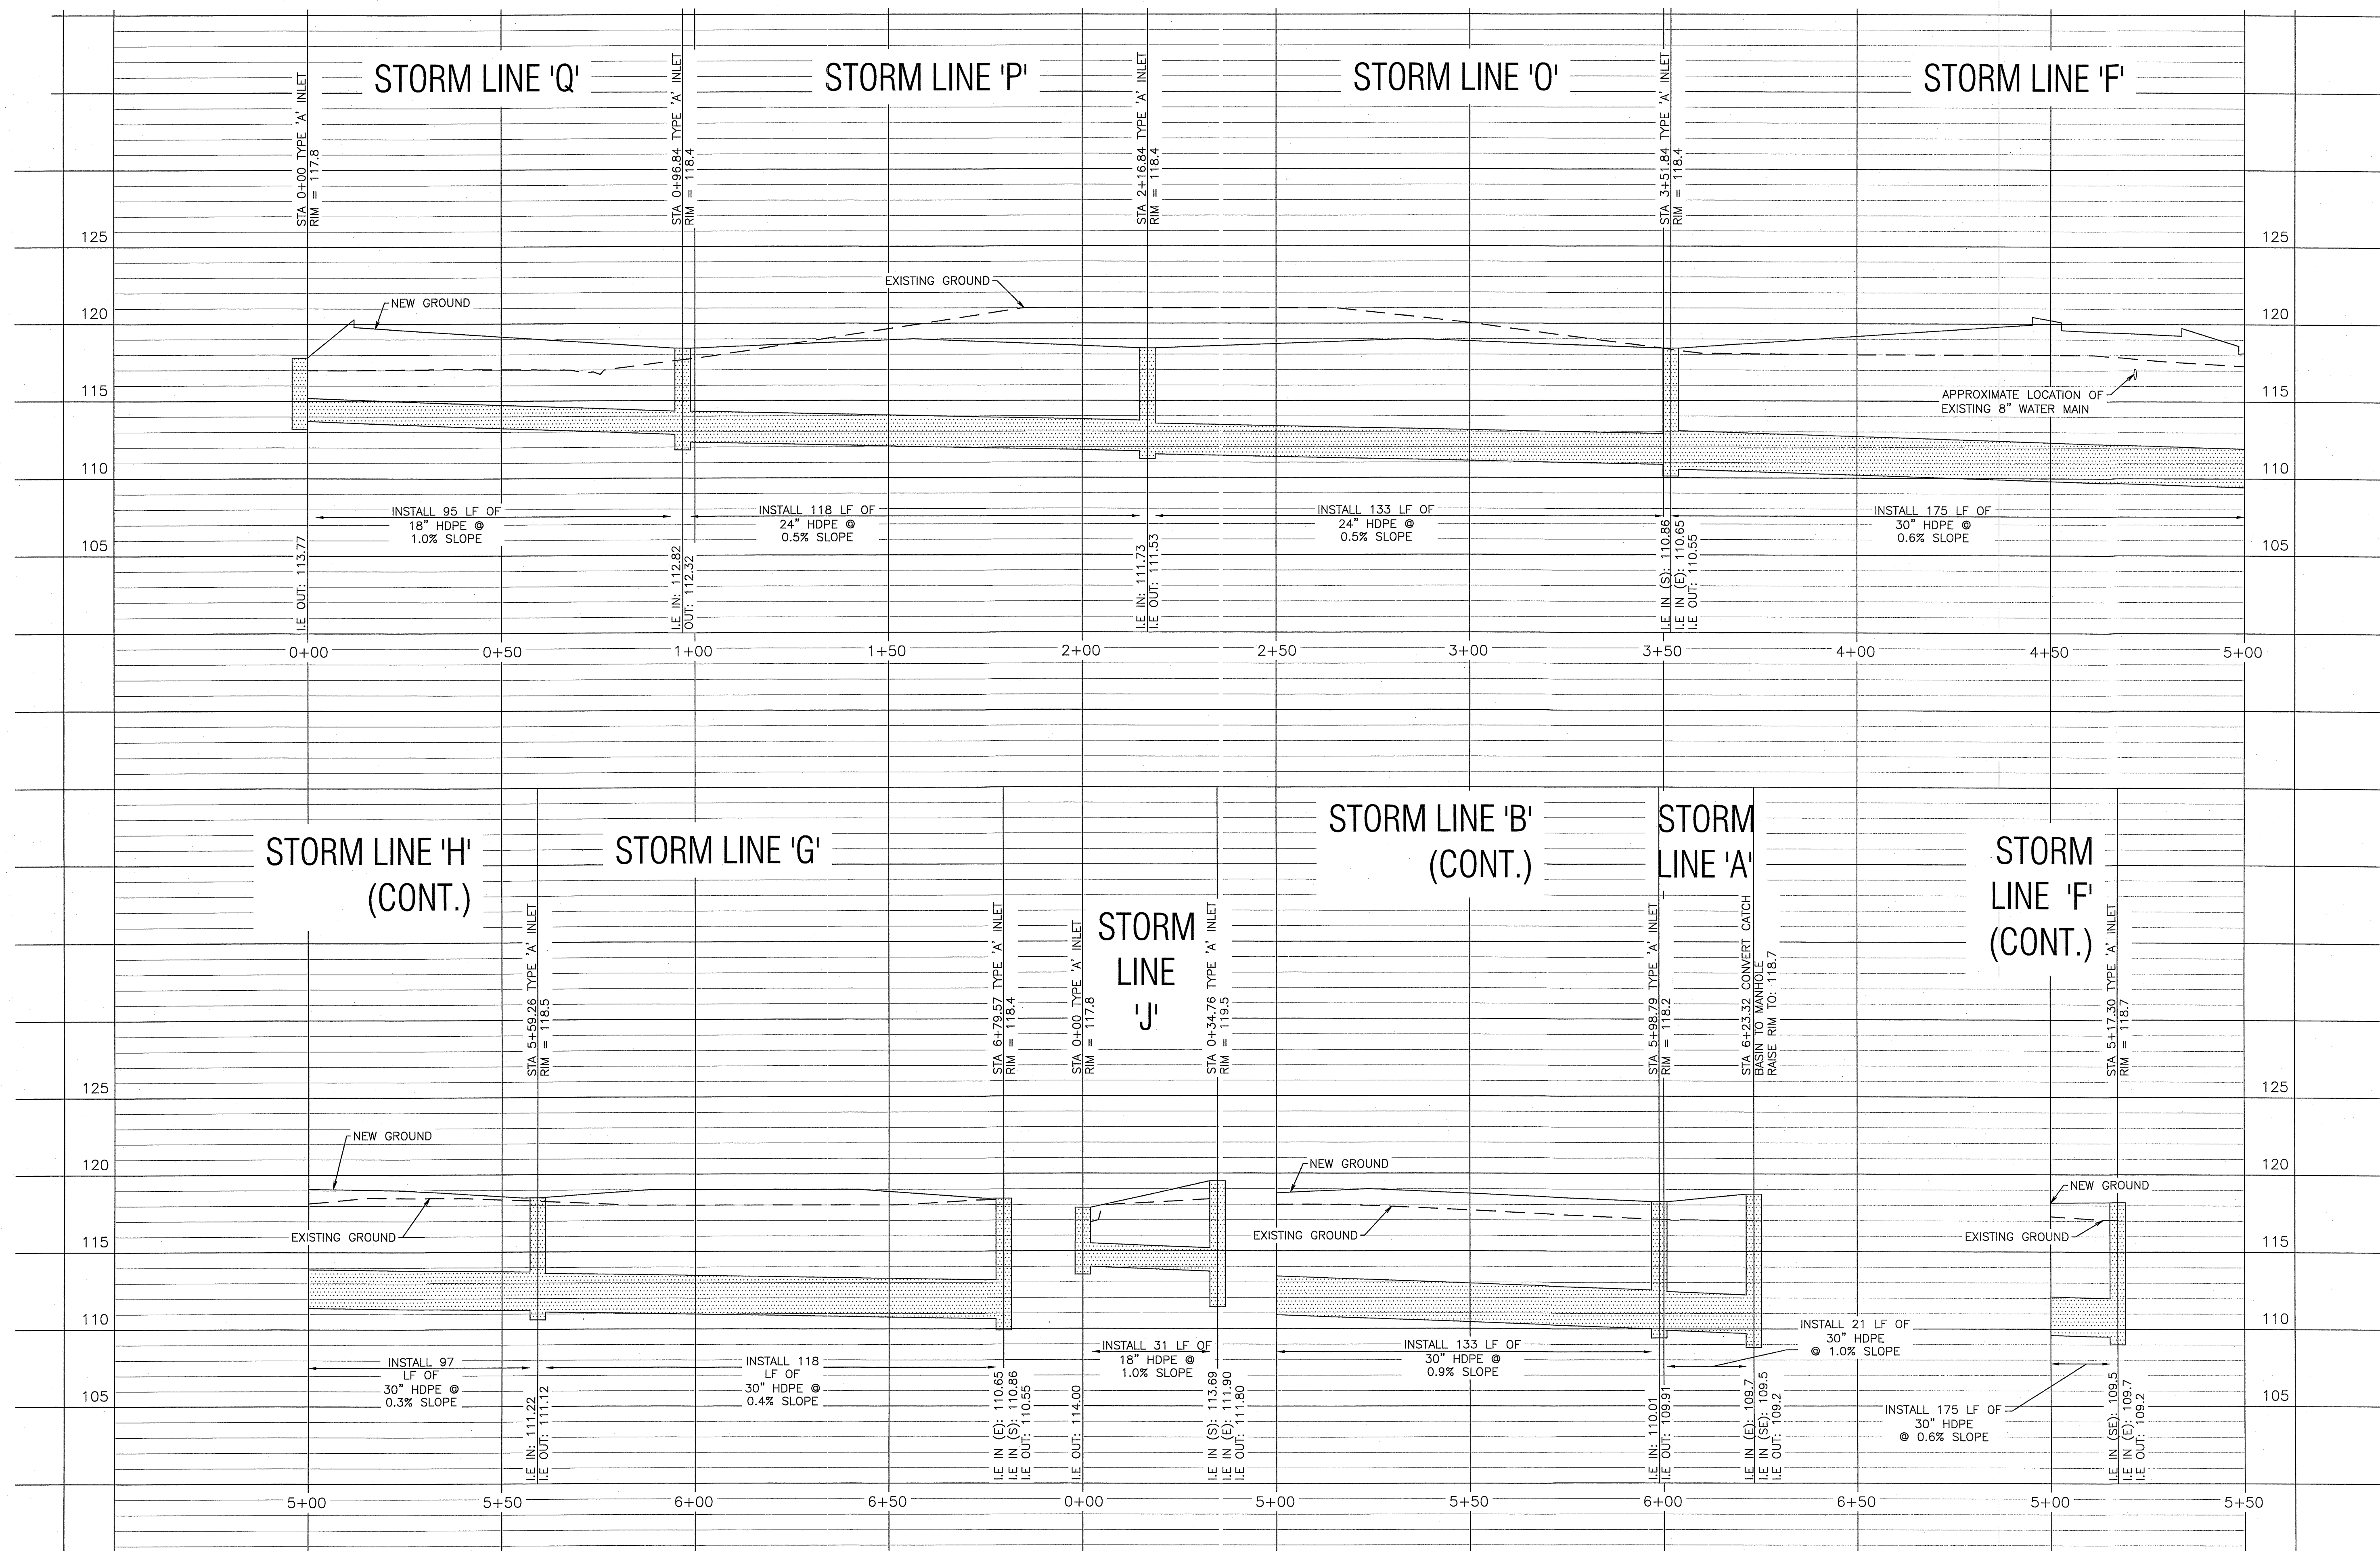 STORM LINE 'Q'
STORM LINE 'P'
STORM LINE 'O'
STORM LINE 'F'
STA 0+00 TYPE 'A' INLET
RIM = 117.8
STA 0+96.84 TYPE 'A' INLET
RIM = 118.4
STA 2+16.84 TYPE 'A' INLET
RIM = 118.4
STA 3+51.84 TYPE 'A' INLET
RIM = 118.4
125
125
EXISTING GROUND
NEW GROUND
120
120
115
115
APPROXIMATE LOCATION OF
EXISTING 8" WATER MAIN
110
110
INSTALL 95 LF OF
18" HDPE @
1.0% SLOPE
INSTALL 118 LF OF
24" HDPE @
0.5% SLOPE
INSTALL 133 LF OF
24" HDPE @
0.5% SLOPE
INSTALL 175 LF OF
30" HDPE @
0.6% SLOPE
105
105
I.E OUT: 113.77
I.E IN: 112.82
OUT: 112.32
I.E IN: 111.73
I.E OUT: 111.53
I.E IN (S): 110.86
I.E IN (E): 110.65
I.E OUT: 110.55
0+00
0+50
1+00
1+50
2+00
2+50
3+00
3+50
4+00
4+50
5+00
STORM LINE 'H'
(CONT.)
STORM LINE 'G'
STORM
LINE
'J'
STORM LINE 'B'
(CONT.)
STORM
LINE 'A'
STORM
LINE 'F'
(CONT.)
STA 5+59.26 TYPE 'A' INLET
RIM = 118.5
STA 6+79.57 TYPE 'A' INLET
RIM = 118.4
STA 0+00 TYPE 'A' INLET
RIM = 117.8
STA 0+34.76 TYPE 'A' INLET
RIM = 119.5
STA 5+98.79 TYPE 'A' INLET
RIM = 118.2
STA 6+23.32 CONVERT CATCH
BASIN TO MANHOLE
RAISE RIM TO: 118.7
STA 5+17.30 TYPE 'A' INLET
RIM = 118.7
125
125
NEW GROUND
NEW GROUND
120
120
NEW GROUND
EXISTING GROUND
EXISTING GROUND
EXISTING GROUND
115
115
110
110
INSTALL 97
LF OF
30" HDPE @
0.3% SLOPE
INSTALL 118
LF OF
30" HDPE @
0.4% SLOPE
INSTALL 31 LF OF
18" HDPE @
1.0% SLOPE
INSTALL 133 LF OF
30" HDPE @
0.9% SLOPE
INSTALL 21 LF OF
30" HDPE
@ 1.0% SLOPE
INSTALL 175 LF OF
30" HDPE
@ 0.6% SLOPE
105
105
I.E IN: 111.22
I.E OUT: 111.12
I.E IN (E): 110.65
I.E IN (S): 110.86
I.E OUT: 110.55
I.E OUT: 114.00
I.E IN (S): 113.69
I.E IN (E): 111.90
I.E OUT: 111.80
I.E IN: 110.01
I.E OUT: 109.91
I.E IN (E): 109.7
I.E IN (SE): 109.5
I.E OUT: 109.2
I.E IN (SE): 109.5
I.E IN (E): 109.7
I.E OUT: 109.2
5+00
5+50
6+00
6+50
0+00
5+00
5+50
6+00
6+50
5+00
5+50